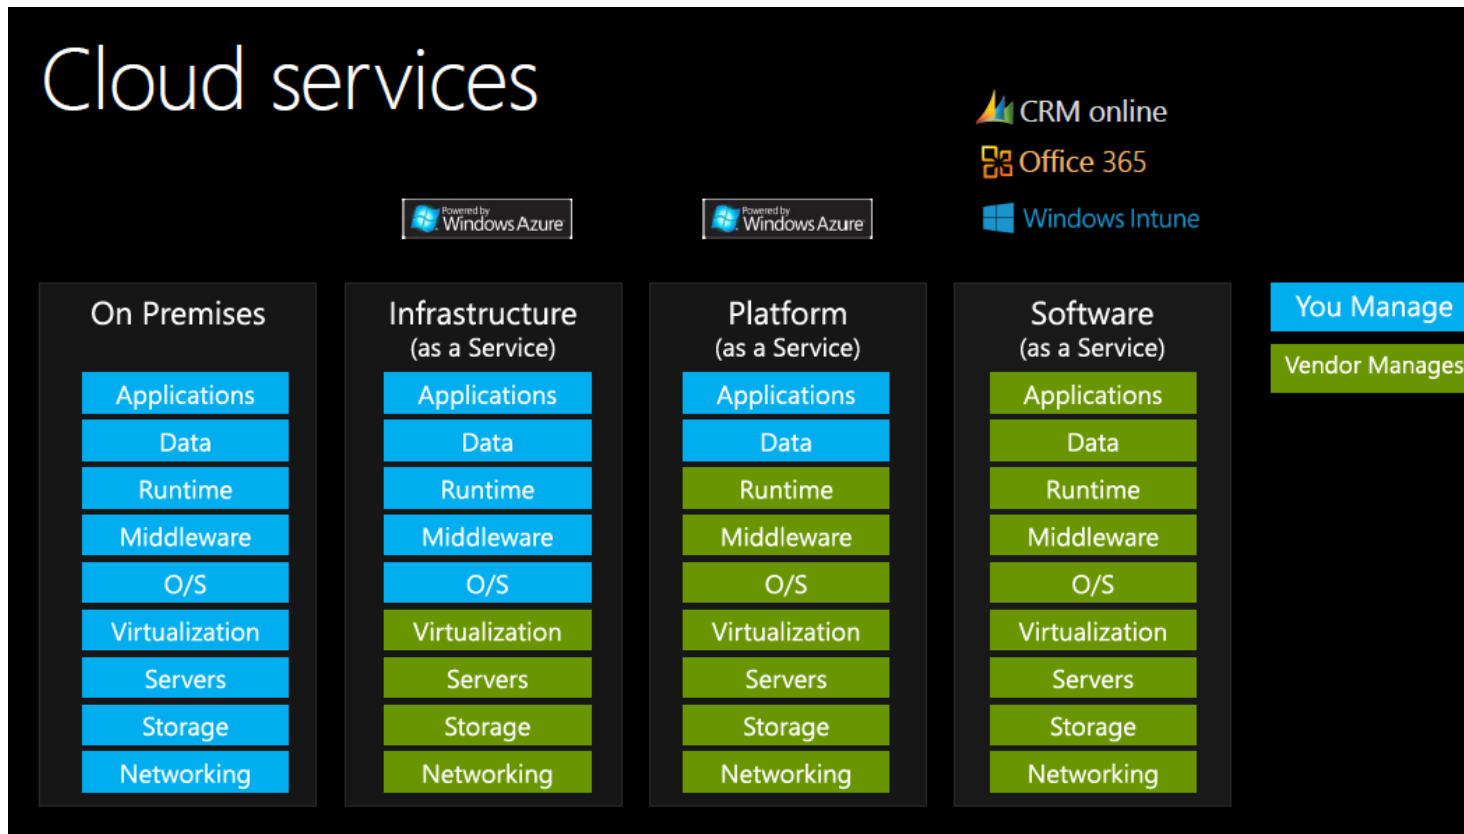 Cloud services
CRM online
Office 365
Windows Intune
Powered by
Windows Azure
Powered by
Windows Azure
On Premises
Applications
Data
Runtime
Middleware
O/S
Virtualization
Servers
Storage
Networking
Infrastructure
(as a Service)
Applications
Data
Runtime
Middleware
O/S
Virtualization
Servers
Storage
Networking
Platform
(as a Service)
Applications
Data
Runtime
Middleware
O/S
Virtualization
Servers
Storage
Networking
Software
(as a Service)
Applications
Data
Runtime
Middleware
O/S
Virtualization
Servers
Storage
Networking
You Manage
Vendor Manages